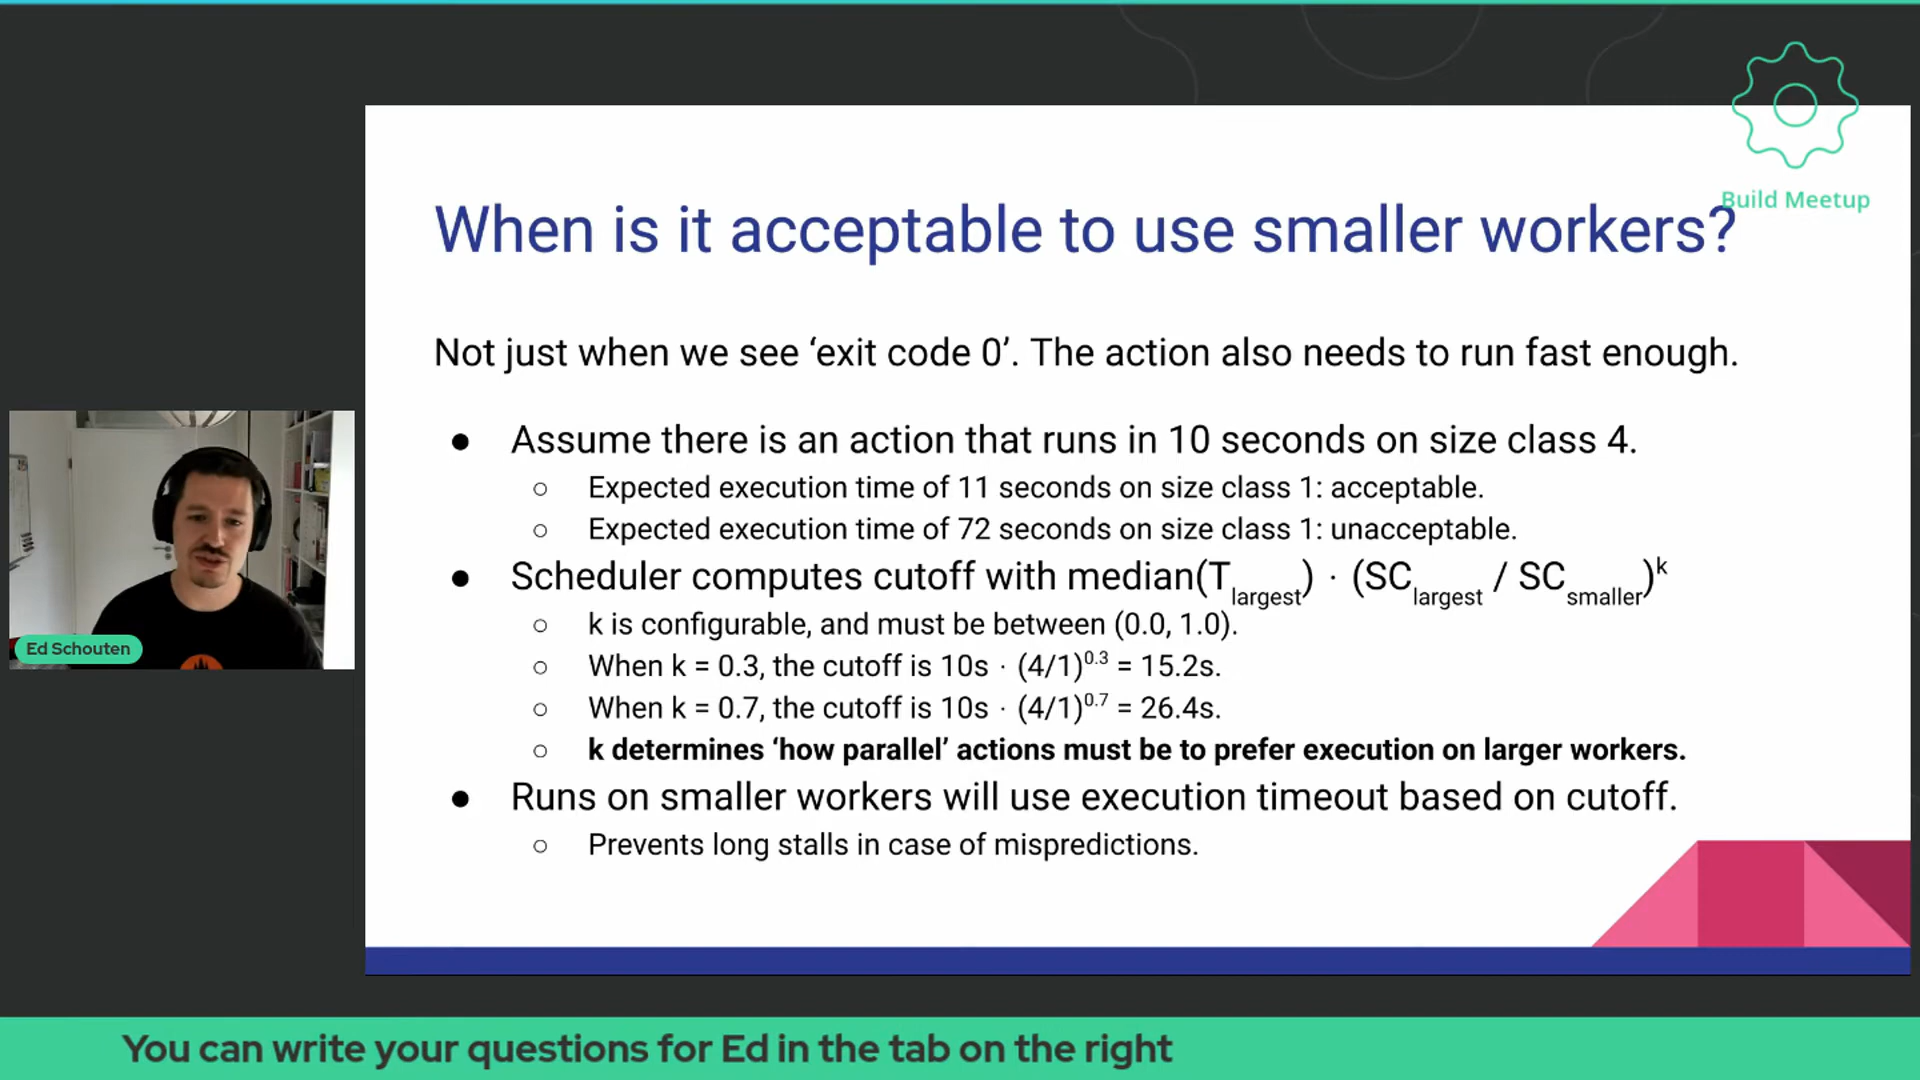 Build Meetup
When is it acceptable to use smaller workers?
Not just when we see ‘exit code 0’. The action also needs to run fast enough.
● Assume there is an action that runs in 10 seconds on size class 4.
○ Expected execution time of 11 seconds on size class 1: acceptable.
○ Expected execution time of 72 seconds on size class 1: unacceptable.
● Scheduler computes cutoff with median(T_largest) · (SC_largest / SC_smaller)^k
○ k is configurable, and must be between (0.0, 1.0).
○ When k = 0.3, the cutoff is 10s · (4/1)^0.3 = 15.2s.
○ When k = 0.7, the cutoff is 10s · (4/1)^0.7 = 26.4s.
○ k determines ‘how parallel’ actions must be to prefer execution on larger workers.
● Runs on smaller workers will use execution timeout based on cutoff.
○ Prevents long stalls in case of mispredictions.
Ed Schouten
You can write your questions for Ed in the tab on the right